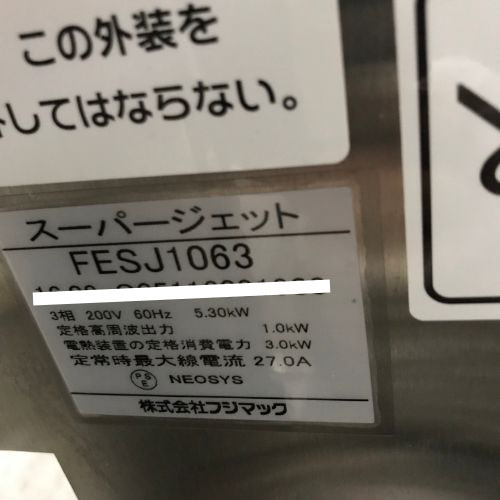 この外装を
してはならない。
スーパージェット
FESJ1063
3相 200V 60Hz 5.30kW
定格高周波出力 1.0kW
電熱装置の定格消費電力 3.0kW
定常時最大線電流 27.0A
PSE NEOSYS
株式会社フジマック